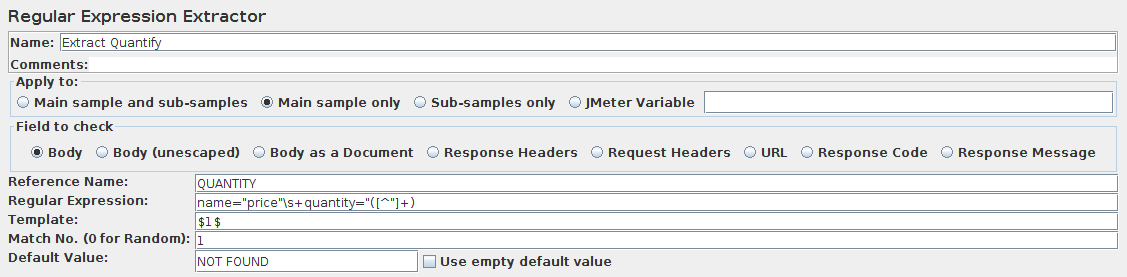 Regular Expression Extractor
Name: Extract Quantify
Comments:
Apply to:
Main sample and sub-samples Main sample only Sub-samples only JMeter Variable
Field to check
Body Body (unescaped) Body as a Document Response Headers Request Headers URL Response Code Response Message
Reference Name: QUANTITY
Regular Expression: name="price"\s+quantity="([^"]+)
Template: $1$
Match No. (0 for Random): 1
Default Value: NOT FOUND Use empty default value